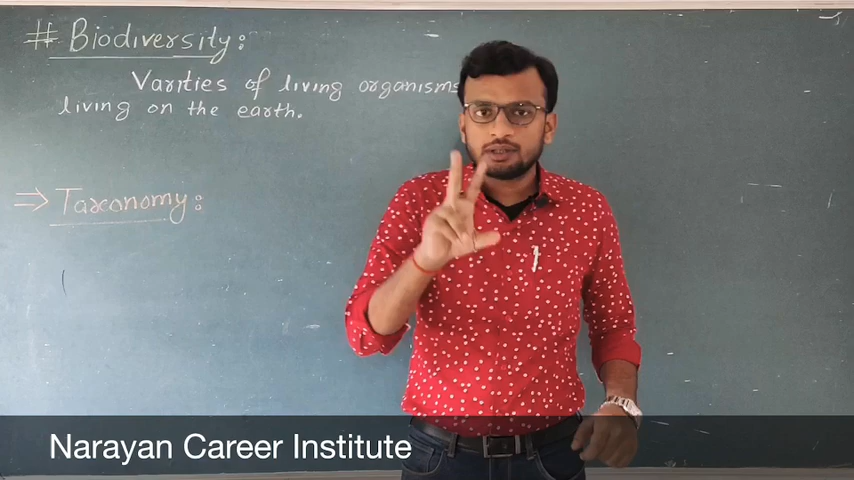 # Biodiversity:
Varities of living organisms
living on the earth.
⇒ Taxonomy:
Narayan Career Institute